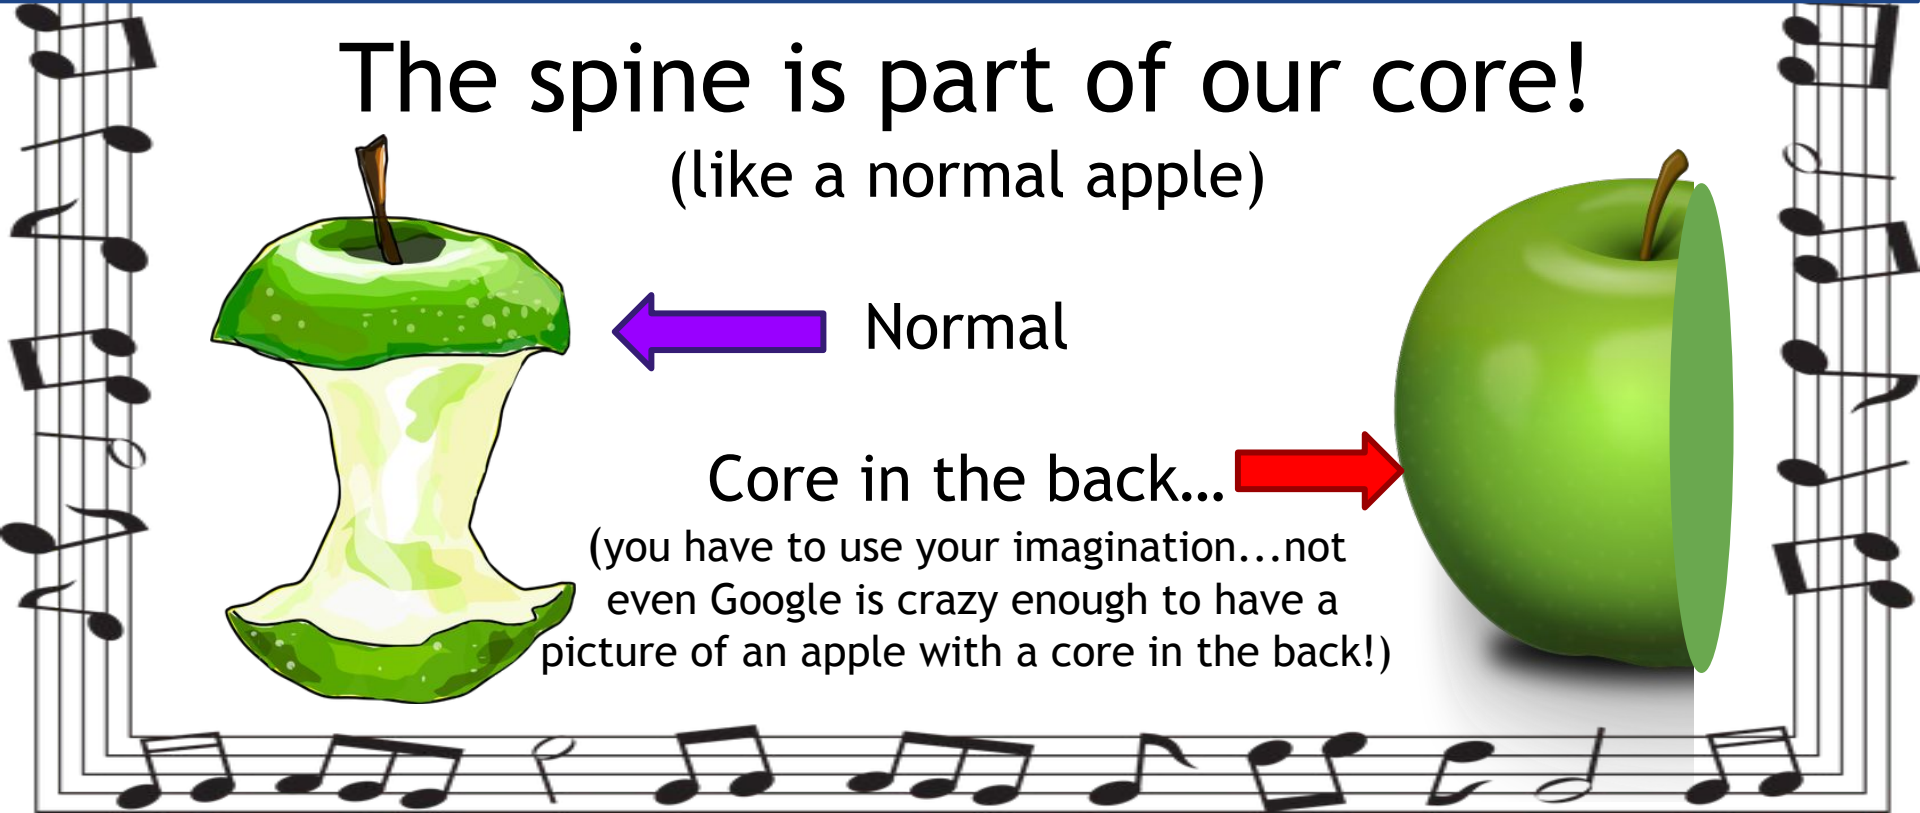 The spine is part of our core!
(like a normal apple)
Normal
Core in the back...
(you have to use your imagination...not
even Google is crazy enough to have a
picture of an apple with a core in the back!)